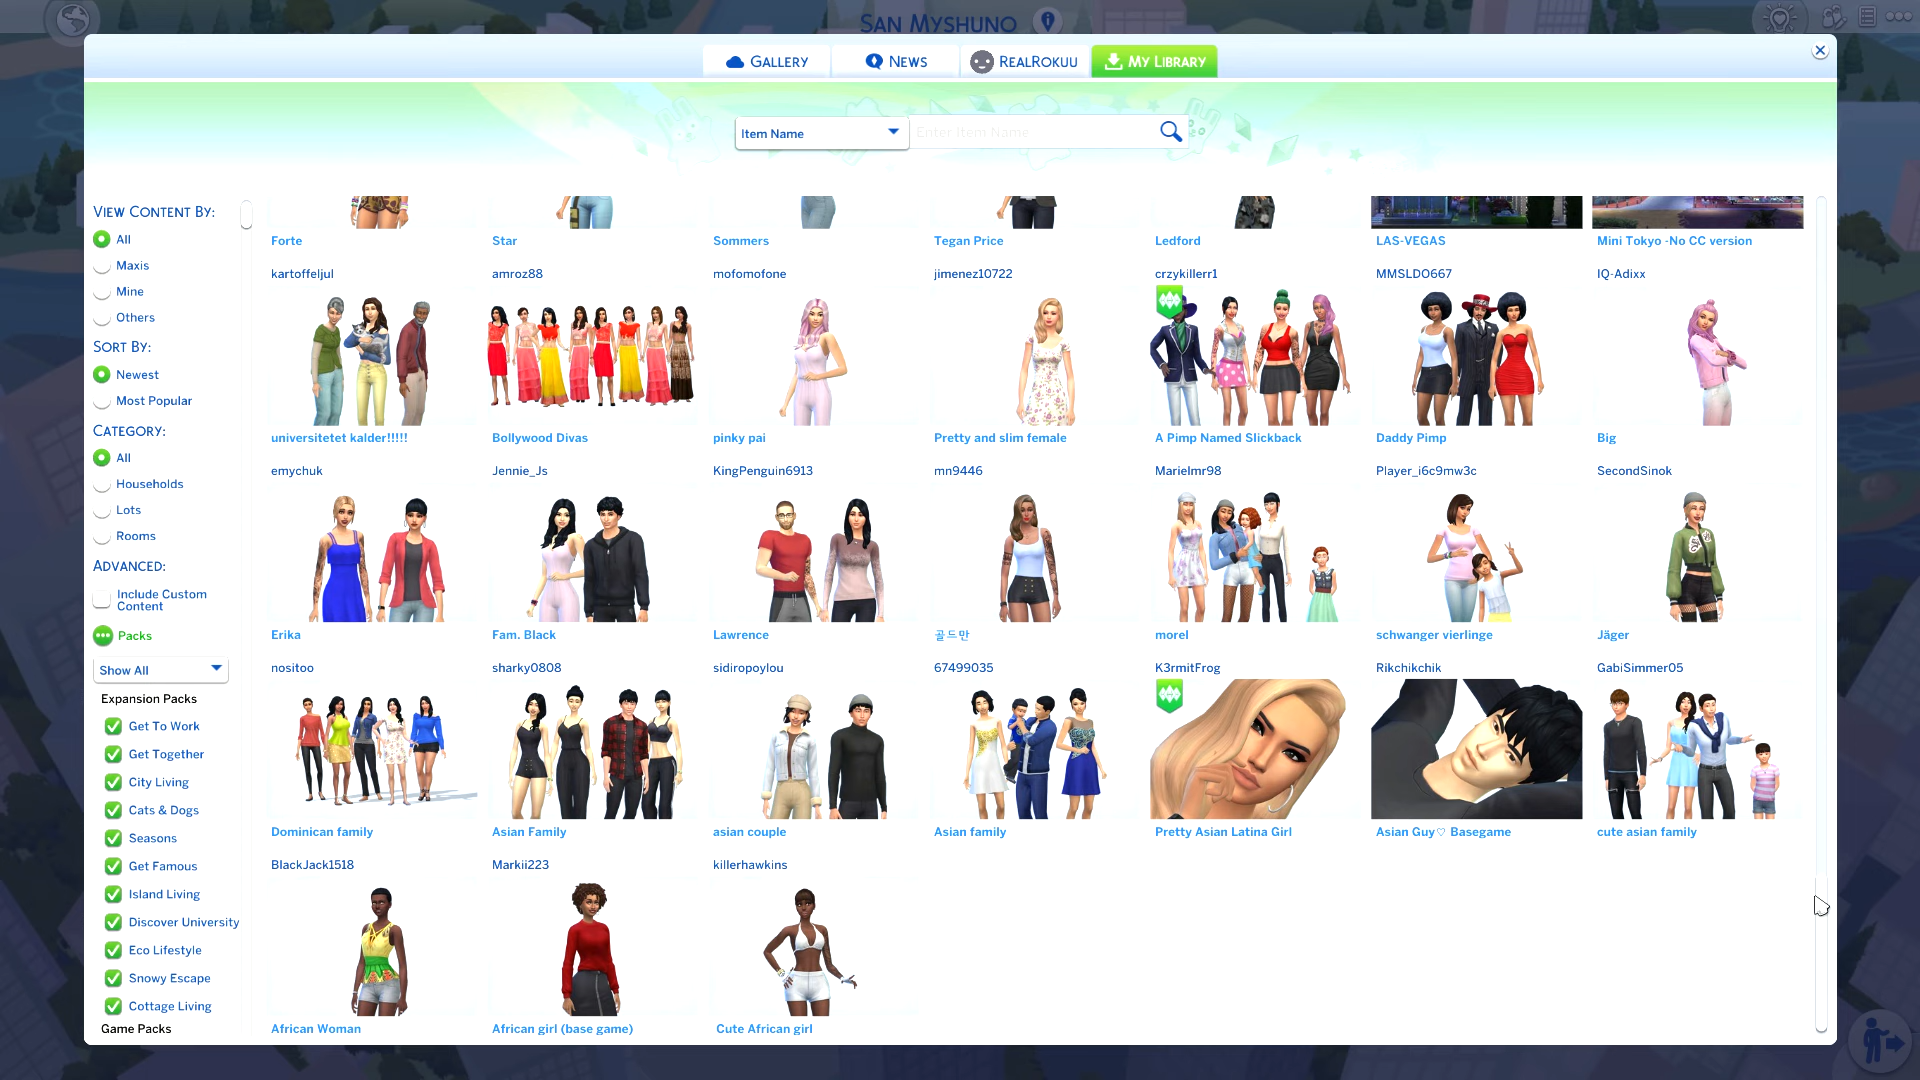 San Myshuno
Gallery
News
RealRokuu
My Library
Item Name
Enter Item Name
View Content By:
All
Maxis
Mine
Others
Sort By:
Newest
Most Popular
Category:
All
Households
Lots
Rooms
Advanced:
Include Custom
Content
Packs
Show All
Expansion Packs
Get To Work
Get Together
City Living
Cats & Dogs
Seasons
Get Famous
Island Living
Discover University
Eco Lifestyle
Snowy Escape
Cottage Living
Game Packs
Forte
Star
Sommers
Tegan Price
Ledford
LAS-VEGAS
Mini Tokyo -No CC version
kartoffeljul
amroz88
mofomofone
jimenez10722
crzykillerr1
MMSLDO667
IQ-Adixx
universitetet kalder!!!!!
Bollywood Divas
pinky pai
Pretty and slim female
A Pimp Named Slickback
Daddy Pimp
Big
emychuk
Jennie_Js
KingPenguin6913
mn9446
Marielmr98
Player_i6c9mw3c
SecondSinok
Erika
Fam. Black
Lawrence
골드만
morel
schwanger vierlinge
Jäger
nositoo
sharky0808
sidiropoylou
67499035
K3rmitFrog
Rikchikchik
GabiSimmer05
Dominican family
Asian Family
asian couple
Asian family
Pretty Asian Latina Girl
Asian Guy♡ Basegame
cute asian family
BlackJack1518
Markii223
killerhawkins
African Woman
African girl (base game)
Cute African girl